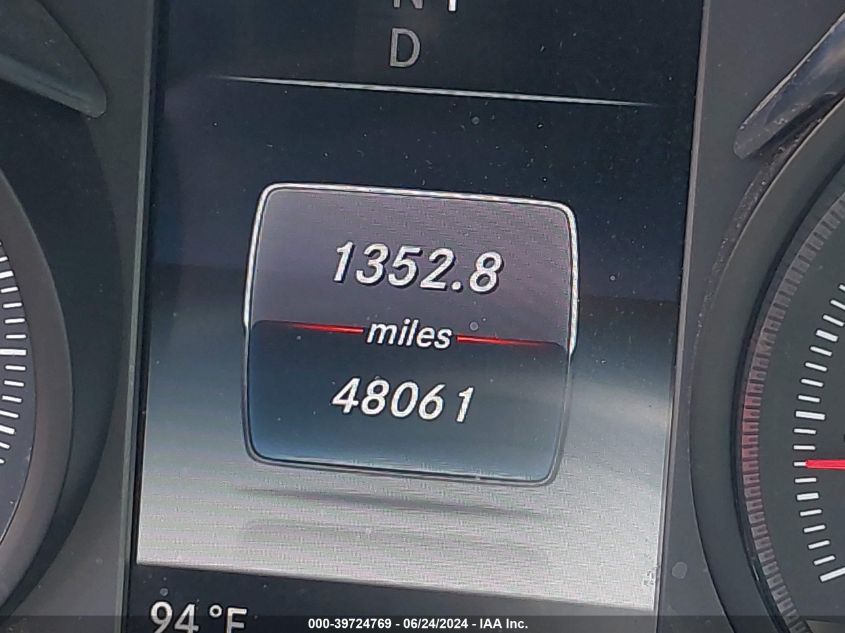 N
D
1352.8
miles
48061
94 °F
000-39724769 - 06/24/2024 - IAA Inc.